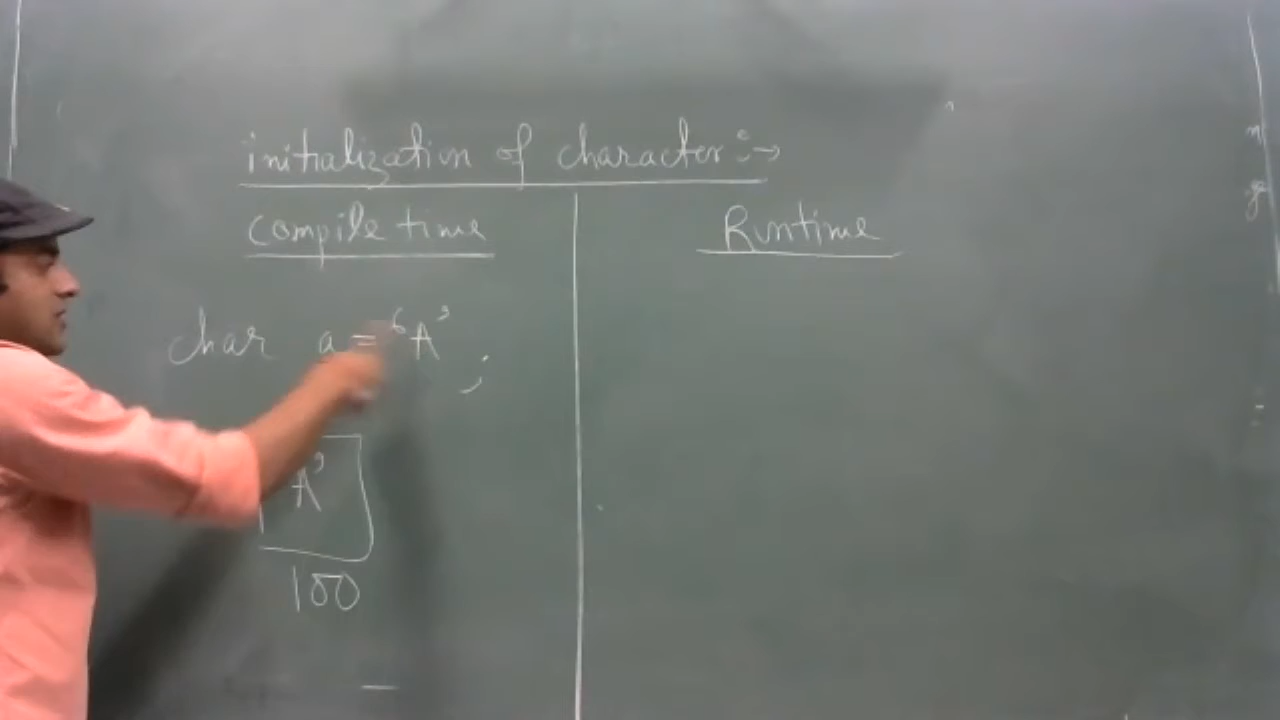 initialization of character :→
compile time
Runtime
char a = 'A' ;
A'
100